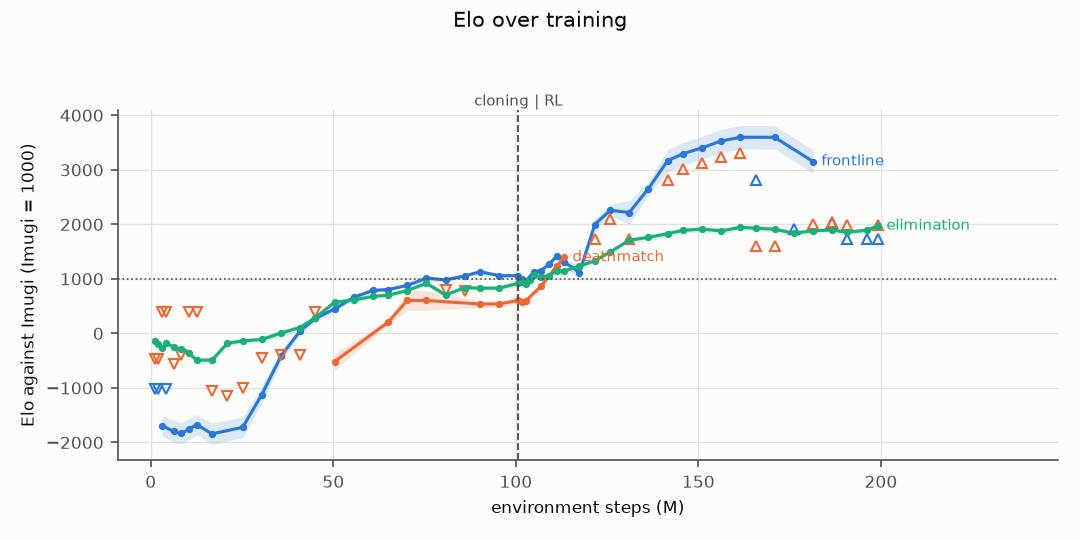 Elo over training
cloning | RL
Elo against Imugi (Imugi = 1000)
4000
3000
2000
1000
0
−1000
−2000
frontline
elimination
deathmatch
0
50
100
150
200
environment steps (M)